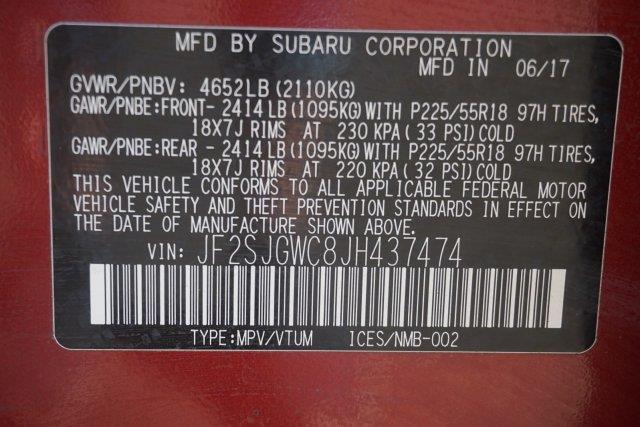 MFD BY SUBARU CORPORATION
MFD IN 06/17
GVWR/PNBV: 4652LB (2110KG)
GAWR/PNBE:FRONT- 2414LB (1095KG) WITH P225/55R18 97H TIRES,
18X7J RIMS AT 230 KPA ( 33 PSI) COLD
GAWR/PNBE:REAR - 2414LB (1095KG) WITH P225/55R18 97H TIRES,
18X7J RIMS AT 220 KPA ( 32 PSI) COLD
THIS VEHICLE CONFORMS TO ALL APPLICABLE FEDERAL MOTOR
VEHICLE SAFETY AND THEFT PREVENTION STANDARDS IN EFFECT ON
THE DATE OF MANUFACTURE SHOWN ABOVE.
VIN: JF2SJGWC8JH437474
TYPE:MPV/VTUM ICES/NMB-002